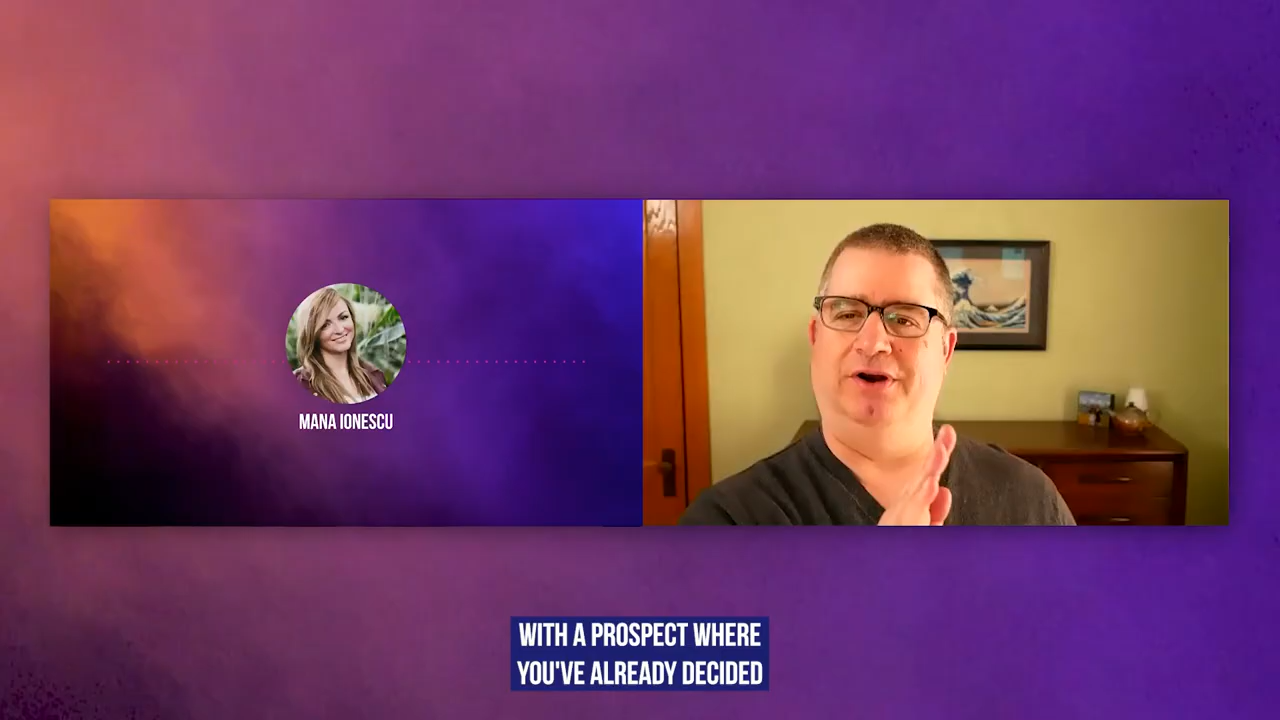 MANA IONESCU
WITH A PROSPECT WHERE
YOU'VE ALREADY DECIDED